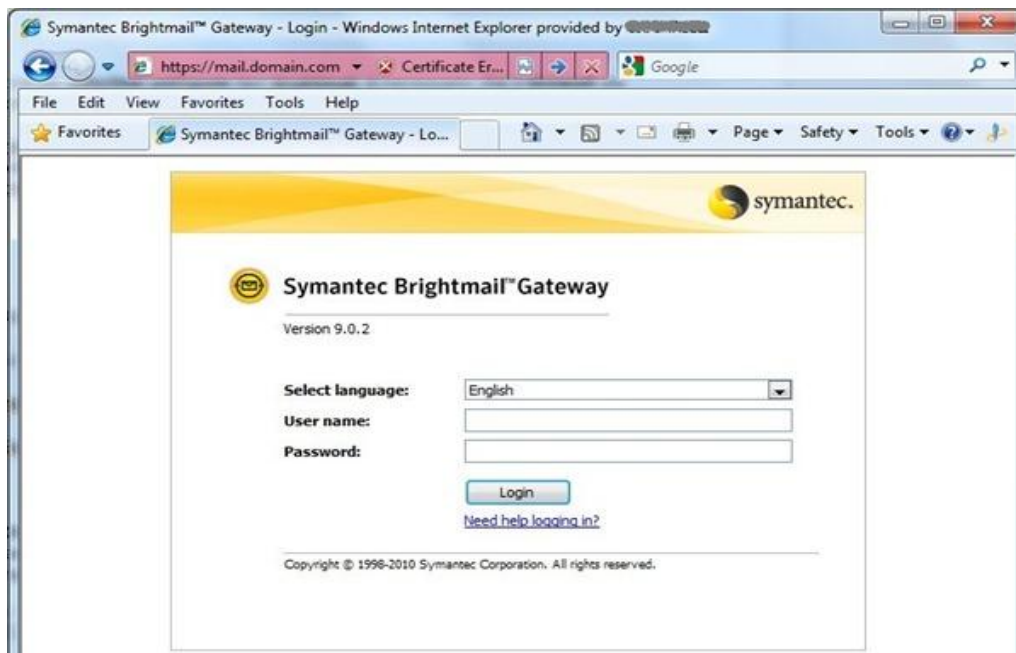 Symantec Brightmail™ Gateway - Login - Windows Internet Explorer provided by
https://mail.domain.com Certificate Er... Google
File Edit View Favorites Tools Help
Favorites Symantec Brightmail™ Gateway - Lo... Page Safety Tools
symantec.
Symantec Brightmail™ Gateway
Version 9.0.2
Select language: English
User name:
Password:
Login
Need help logging in?
Copyright © 1998-2010 Symantec Corporation. All rights reserved.